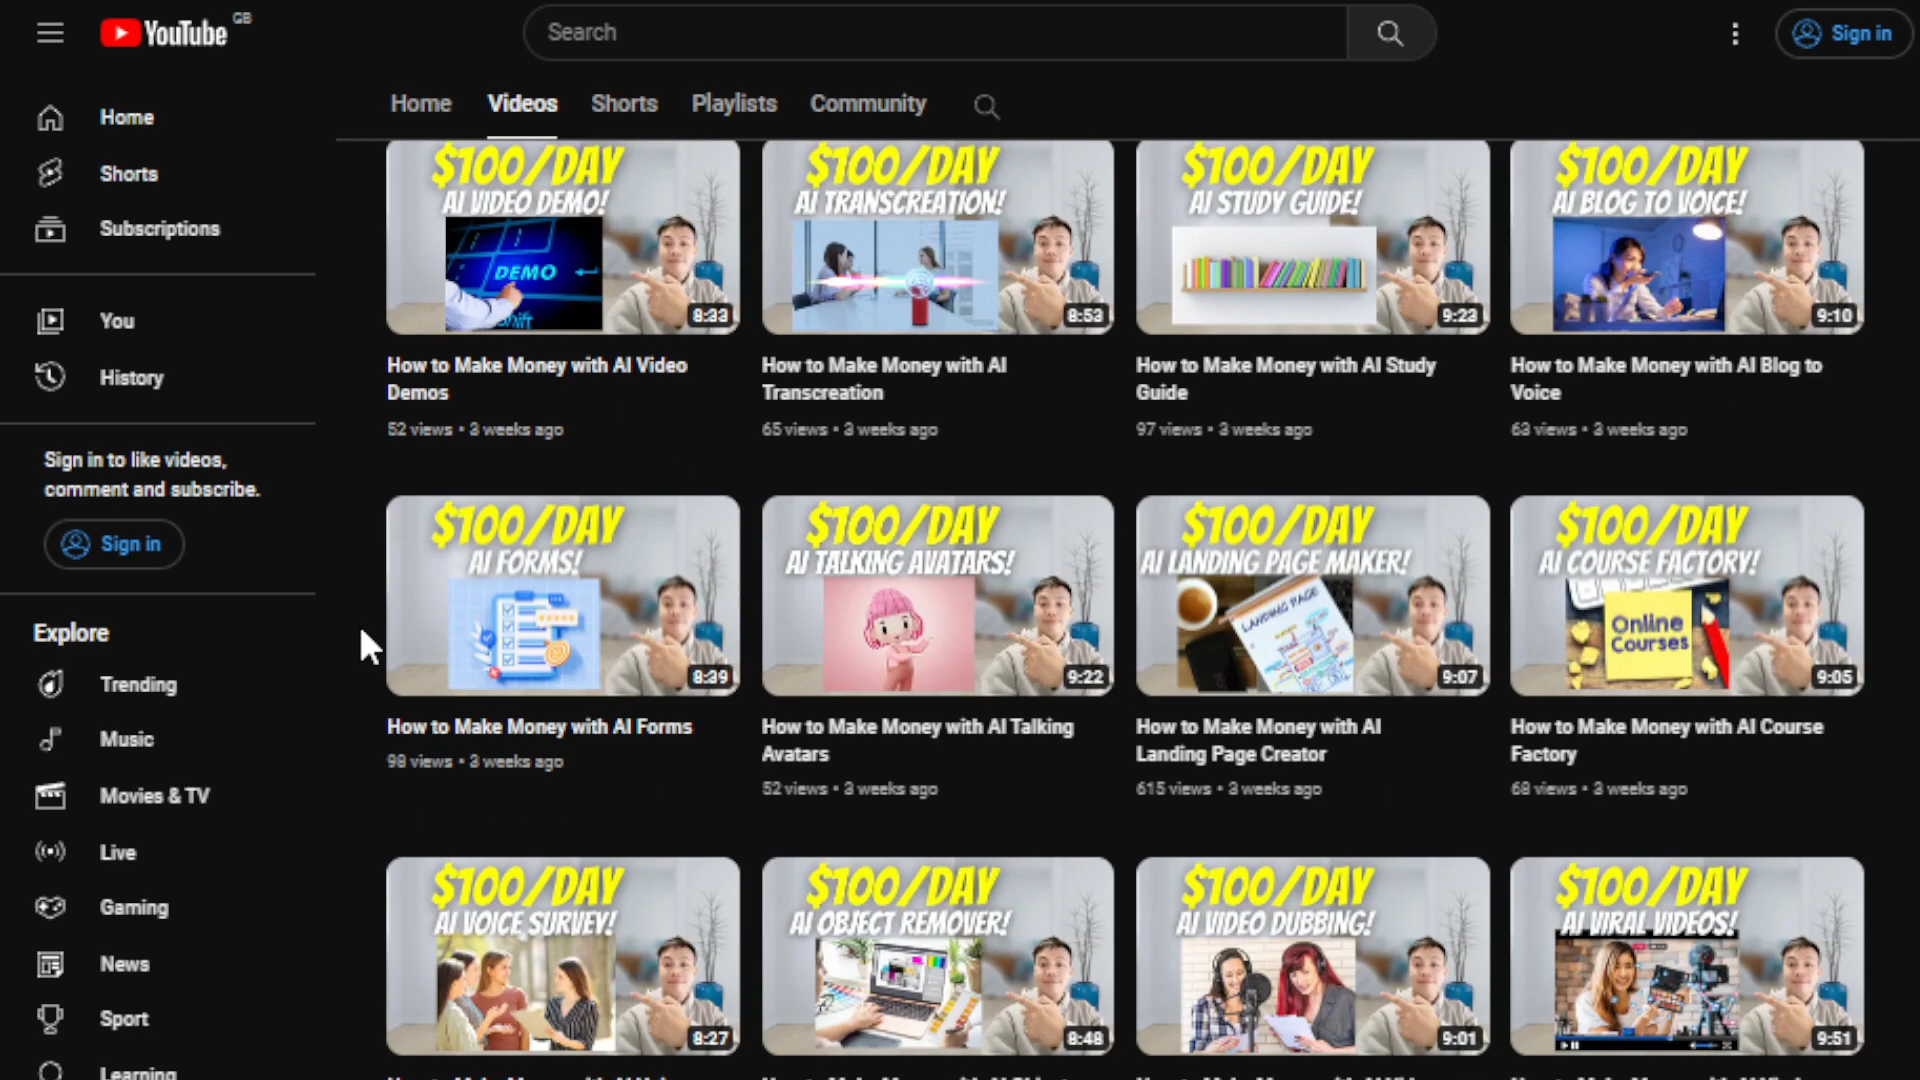 YouTube GB
Search
Sign in
Home
Shorts
Subscriptions
You
History
Sign in to like videos,
comment and subscribe.
Sign in
Explore
Trending
Music
Movies & TV
Live
Gaming
News
Sport
Learning
Home Videos Shorts Playlists Community
$100/DAY
AI VIDEO DEMO!
DEMO
Shift
8:33
How to Make Money with AI Video
Demos
52 views • 3 weeks ago
$100/DAY
AI TRANSCREATION!
8:53
How to Make Money with AI
Transcreation
65 views • 3 weeks ago
$100/DAY
AI STUDY GUIDE!
9:23
How to Make Money with AI Study
Guide
97 views • 3 weeks ago
$100/DAY
AI BLOG TO VOICE!
9:10
How to Make Money with AI Blog to
Voice
63 views • 3 weeks ago
$100/DAY
AI FORMS!
8:39
How to Make Money with AI Forms
98 views • 3 weeks ago
$100/DAY
AI TALKING AVATARS!
9:22
How to Make Money with AI Talking
Avatars
52 views • 3 weeks ago
$100/DAY
AI LANDING PAGE MAKER!
LANDING PAGE
9:07
How to Make Money with AI
Landing Page Creator
615 views • 3 weeks ago
$100/DAY
AI COURSE FACTORY!
Online
Courses
9:05
How to Make Money with AI Course
Factory
68 views • 3 weeks ago
$100/DAY
AI VOICE SURVEY!
8:27
$100/DAY
AI OBJECT REMOVER!
8:48
$100/DAY
AI VIDEO DUBBING!
9:01
$100/DAY
AI VIRAL VIDEOS!
9:51